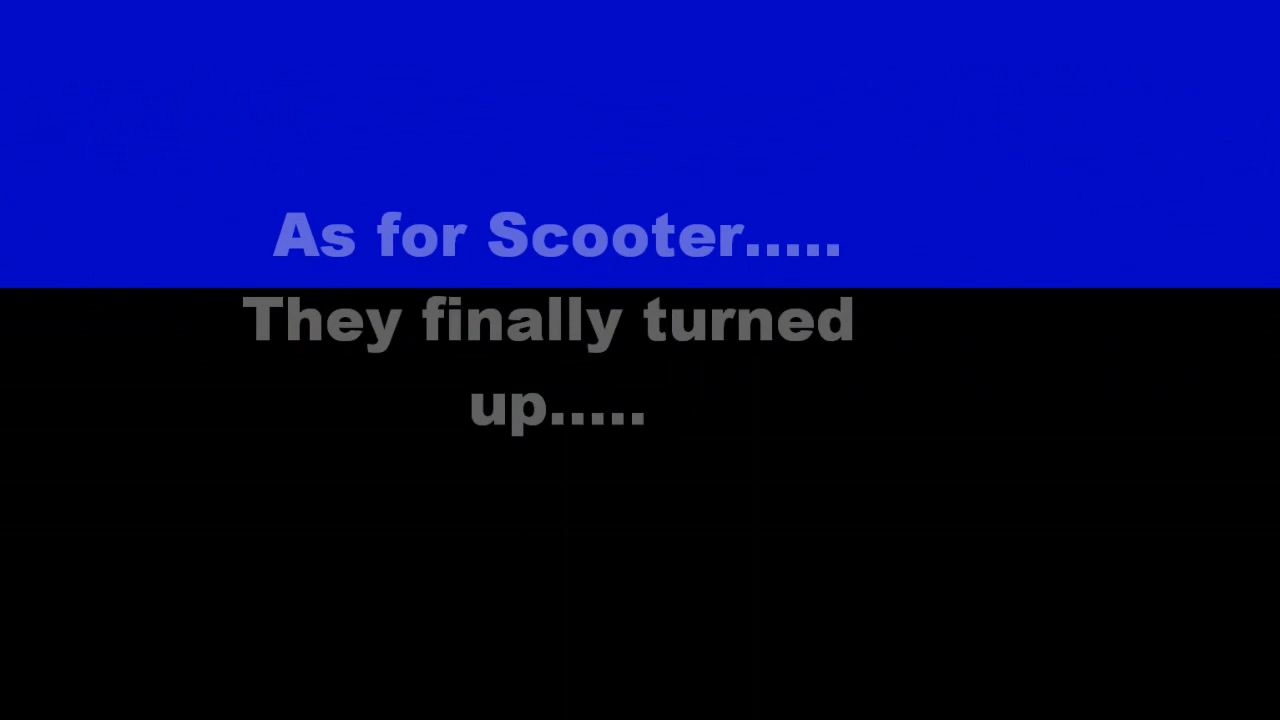 As for Scooter.....
They finally turned
up.....